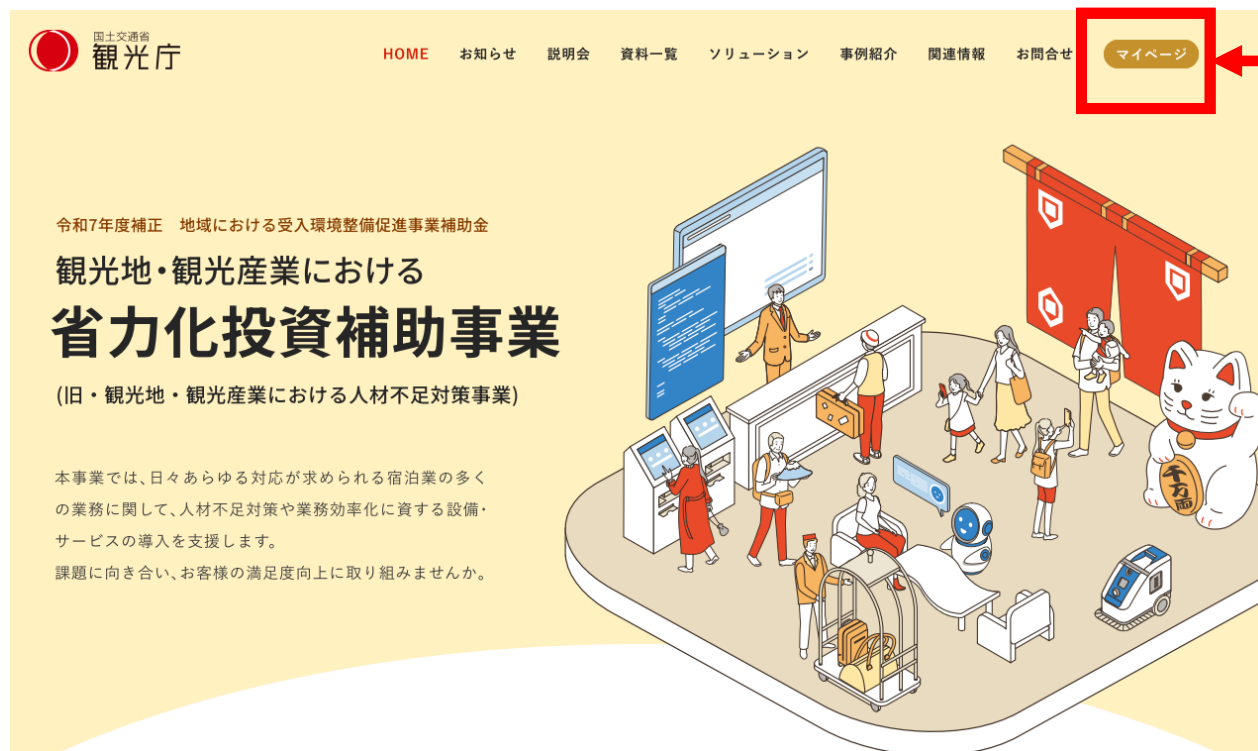 国土交通省
観光庁
HOME お知らせ 説明会 資料一覧 ソリューション 事例紹介 関連情報 お問合せ マイページ
令和7年度補正 地域における受入環境整備促進事業補助金
観光地・観光産業における
省力化投資補助事業
(旧・観光地・観光産業における人材不足対策事業)
本事業では、日々あらゆる対応が求められる宿泊業の多く
の業務に関して、人材不足対策や業務効率化に資する設備・
サービスの導入を支援します。
課題に向き合い、お客様の満足度向上に取り組みませんか。
千万両